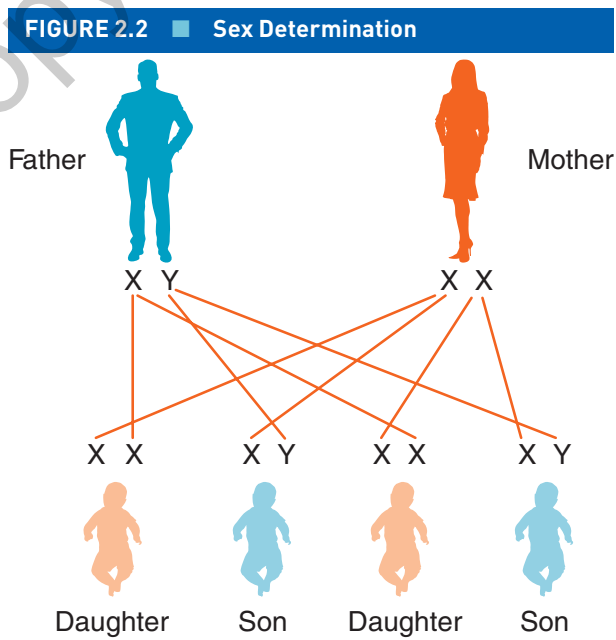 FIGURE 2.2 ■ Sex Determination
Father Mother
X Y X X
X X X Y X X X Y
Daughter Son Daughter Son